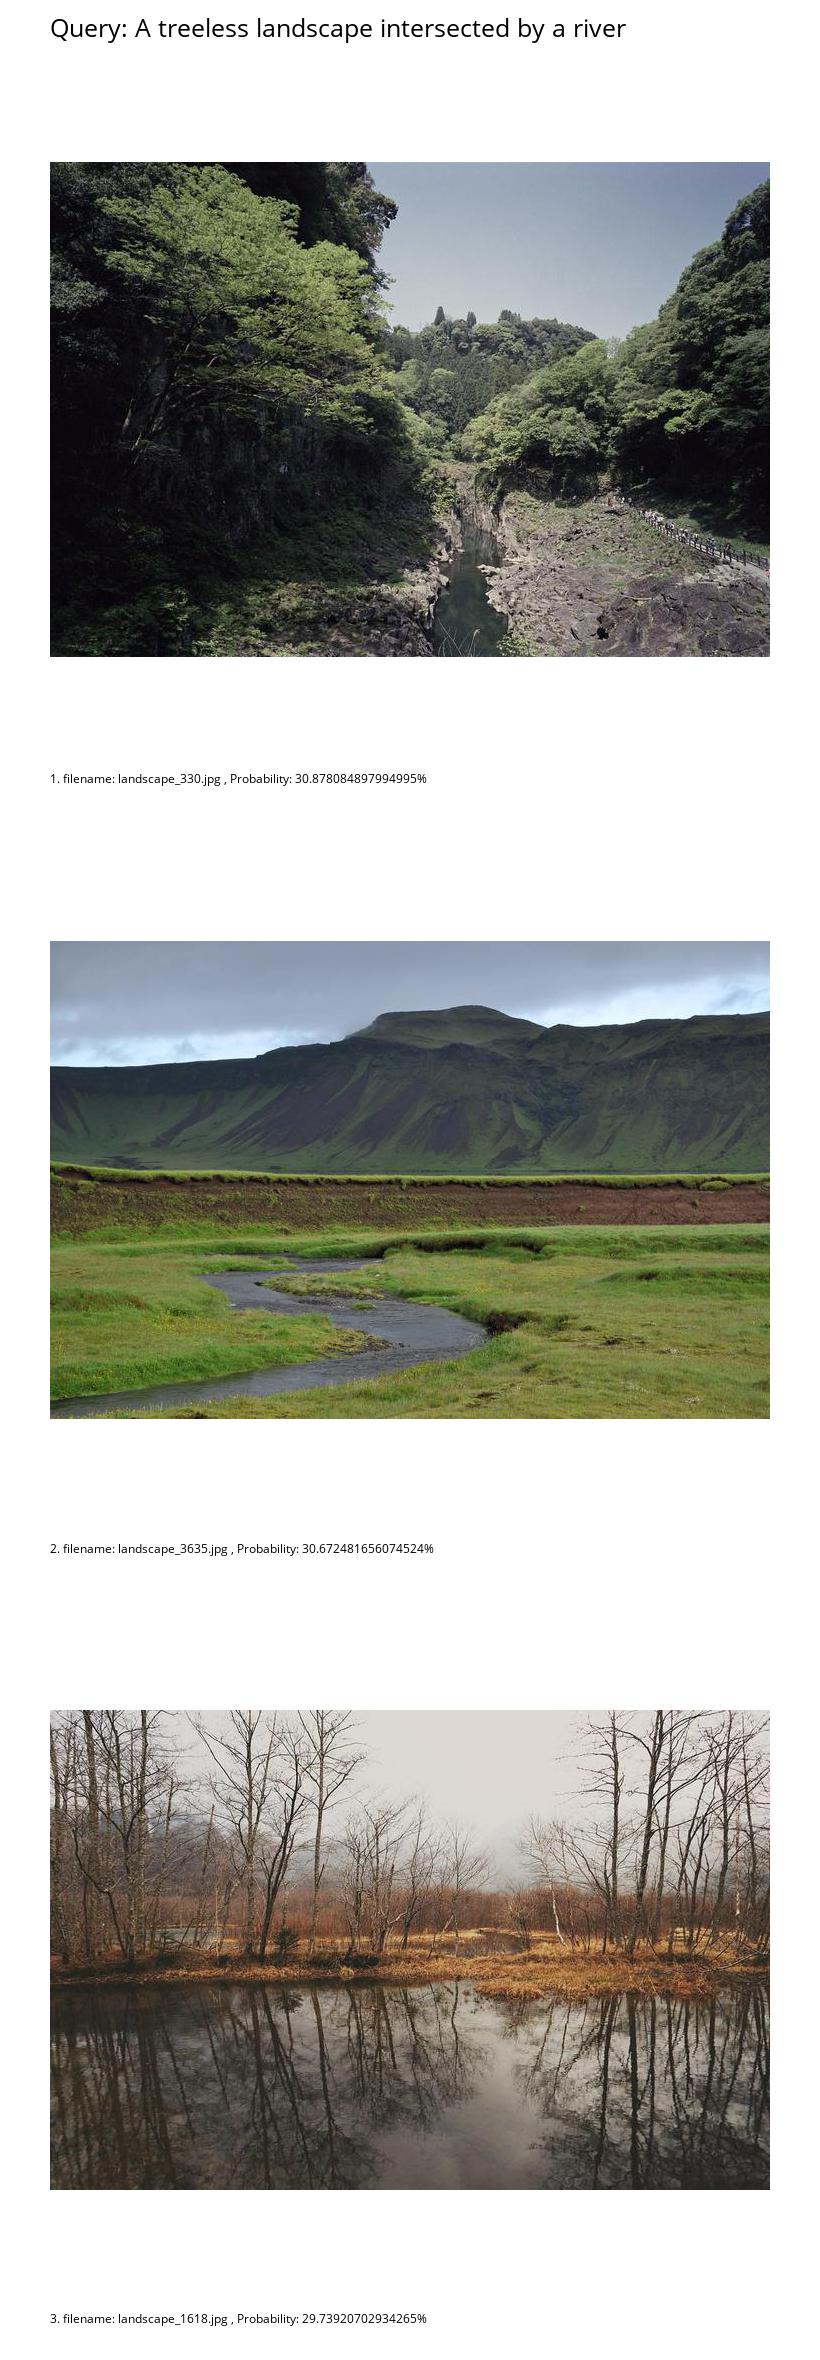 Query: A treeless landscape intersected by a river
1. filename: landscape_330.jpg , Probability: 30.878084897994995%
2. filename: landscape_3635.jpg , Probability: 30.672481656074524%
3. filename: landscape_1618.jpg , Probability: 29.73920702934265%